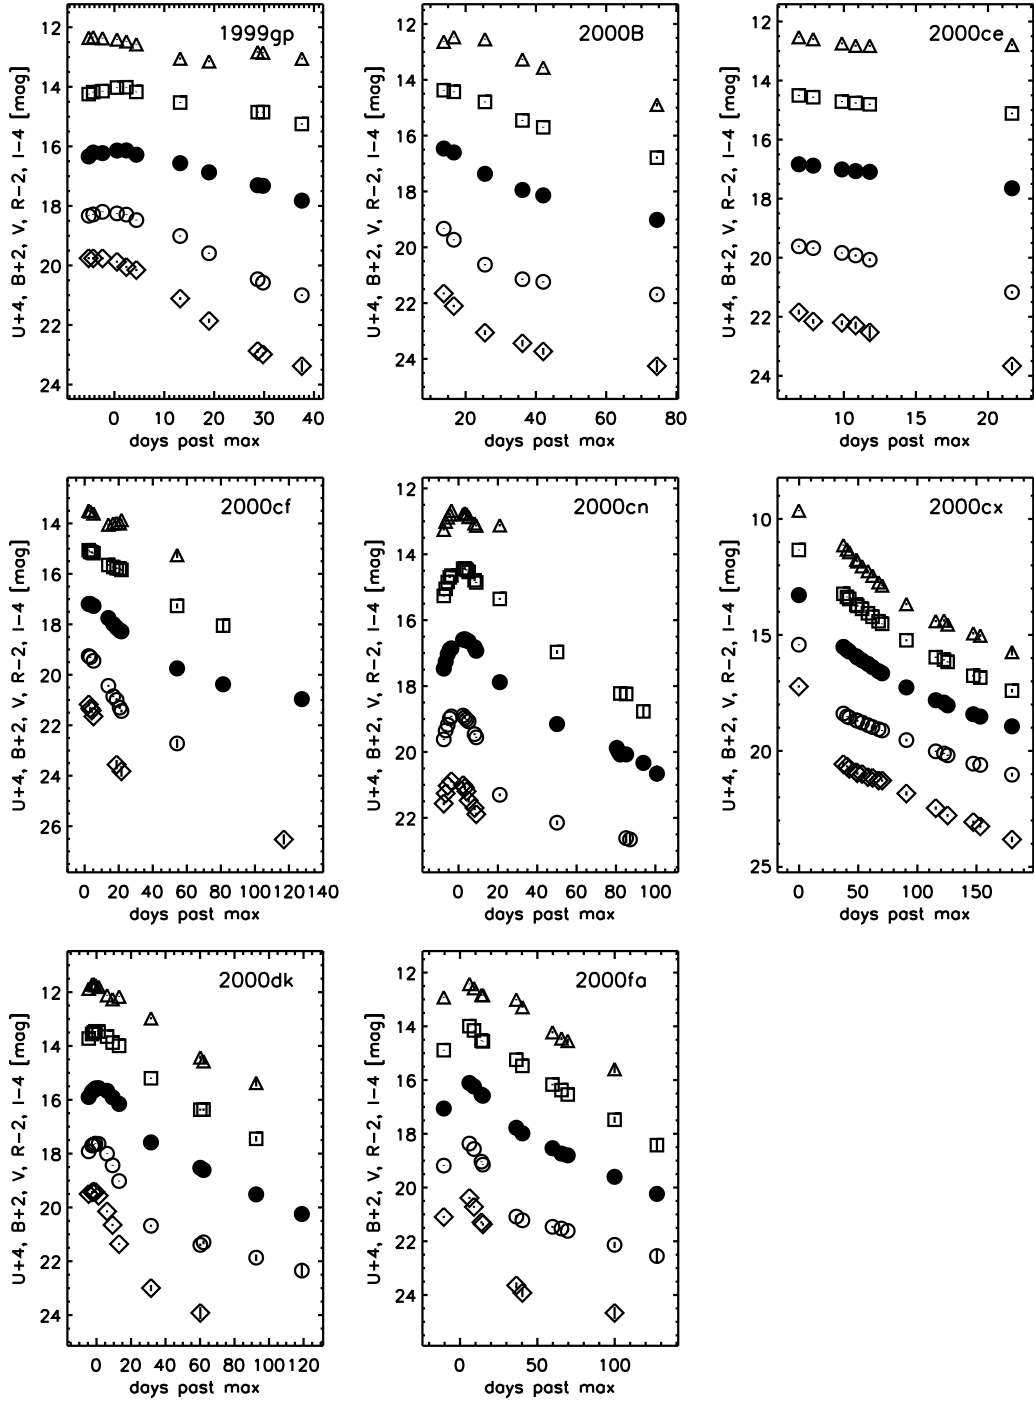 1999gp
12
14
16
18
20
22
24
U+4, B+2, V, R−2, I−4 [mag]
0 10 20 30 40
days past max
2000B
12
14
16
18
20
22
24
U+4, B+2, V, R−2, I−4 [mag]
20 40 60 80
days past max
2000ce
12
14
16
18
20
22
24
U+4, B+2, V, R−2, I−4 [mag]
10 15 20
days past max
2000cf
14
16
18
20
22
24
26
U+4, B+2, V, R−2, I−4 [mag]
0 20 40 60 80 100 120 140
days past max
2000cn
12
14
16
18
20
22
U+4, B+2, V, R−2, I−4 [mag]
0 20 40 60 80 100
days past max
2000cx
10
15
20
25
U+4, B+2, V, R−2, I−4 [mag]
0 50 100 150
days past max
2000dk
12
14
16
18
20
22
24
U+4, B+2, V, R−2, I−4 [mag]
0 20 40 60 80 100 120
days past max
2000fa
12
14
16
18
20
22
24
U+4, B+2, V, R−2, I−4 [mag]
0 50 100
days past max